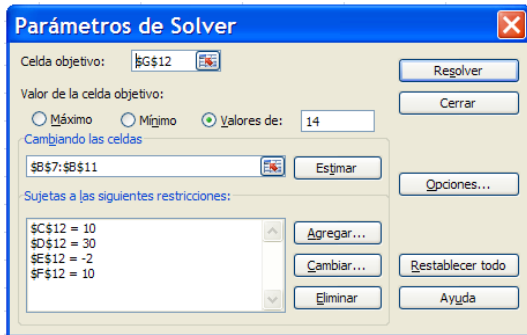 Parámetros de Solver
Celda objetivo: $G$12
Resolver
Valor de la celda objetivo:
Cerrar
Máximo Mínimo Valores de: 14
Cambiando las celdas
$B$7:$B$11 Estimar
Opciones...
Sujetas a las siguientes restricciones:
$C$12 = 10
$D$12 = 30
$E$12 = -2
$F$12 = 10
Agregar...
Cambiar...
Restablecer todo
Eliminar
Ayuda